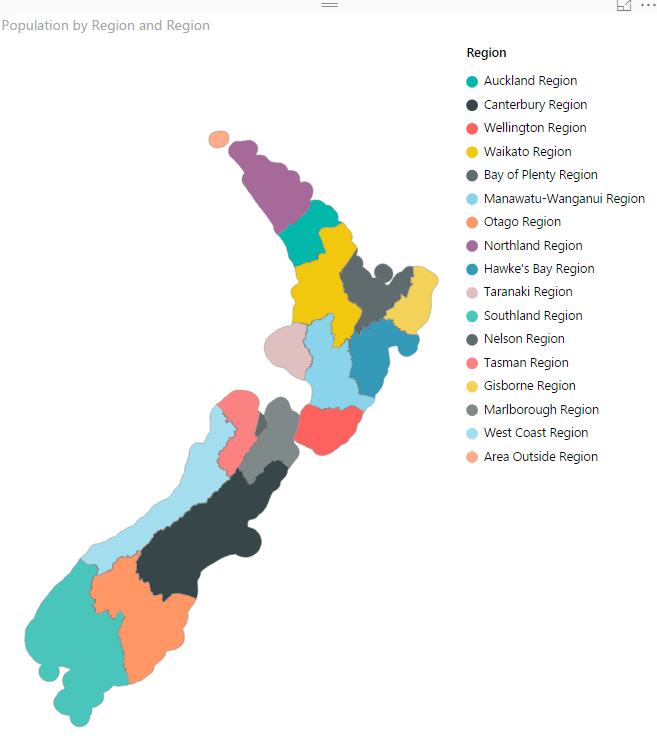 Population by Region and Region
Region
Auckland Region
Canterbury Region
Wellington Region
Waikato Region
Bay of Plenty Region
Manawatu-Wanganui Region
Otago Region
Northland Region
Hawke's Bay Region
Taranaki Region
Southland Region
Nelson Region
Tasman Region
Gisborne Region
Marlborough Region
West Coast Region
Area Outside Region